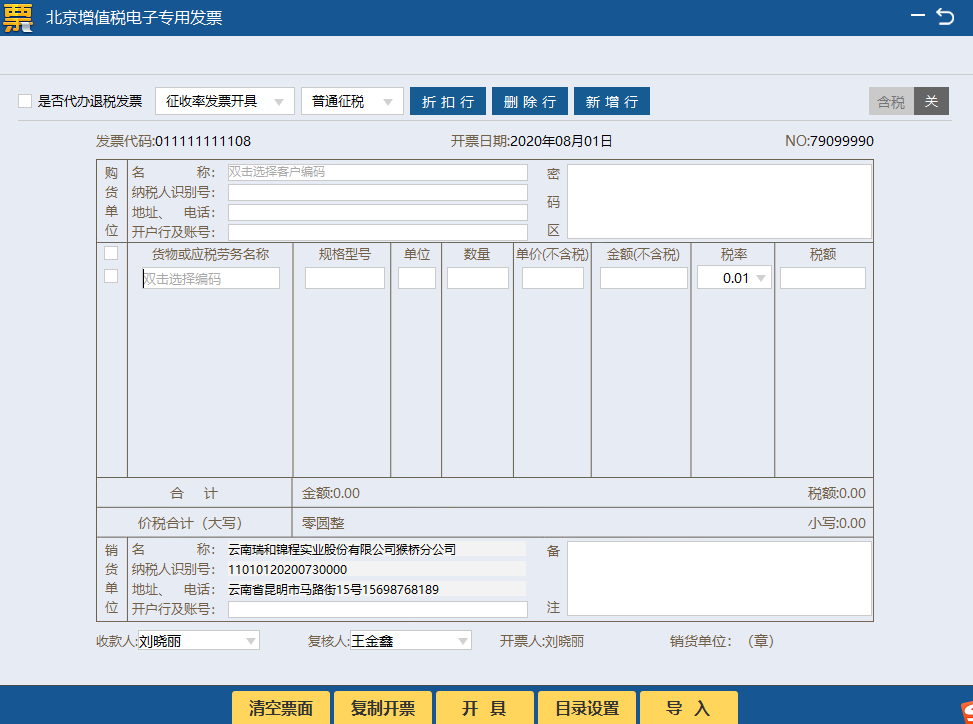 票 北京增值税电子专用发票
是否代办退税发票 征收率发票开具 普通征税 折扣行 删除行 新增行 含税 关
发票代码:011111111108 开票日期:2020年08月01日 NO:79099990
购货单位
名 称: 双击选择客户编码
纳税人识别号:
地址、 电话:
开户行及账号:
密码区
货物或应税劳务名称 规格型号 单位 数量 单价(不含税) 金额(不含税) 税率 税额
双击选择编码 0.01
合 计 金额:0.00 税额:0.00
价税合计（大写） 零圆整 小写:0.00
销货单位
名 称: 云南瑞和锦程实业股份有限公司猴桥分公司
纳税人识别号: 11010120200730000
地址、 电话: 云南省昆明市马路街15号15698768189
开户行及账号:
备注
收款人:刘晓丽 复核人:王金鑫 开票人:刘晓丽 销货单位: （章）
清空票面 复制开票 开 具 目录设置 导 入